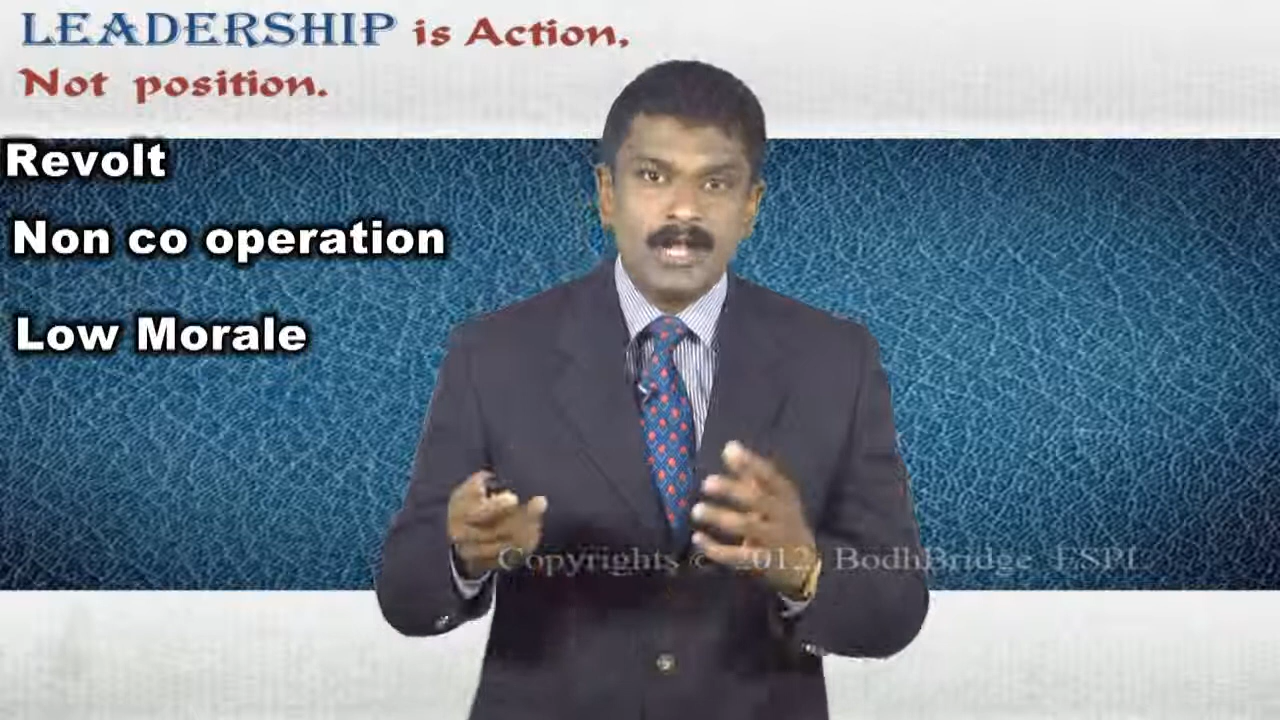 LEADERSHIP is Action,
Not position.
Revolt
Non co operation
Low Morale
Copyrights © 2012, BodhBridge ESPL